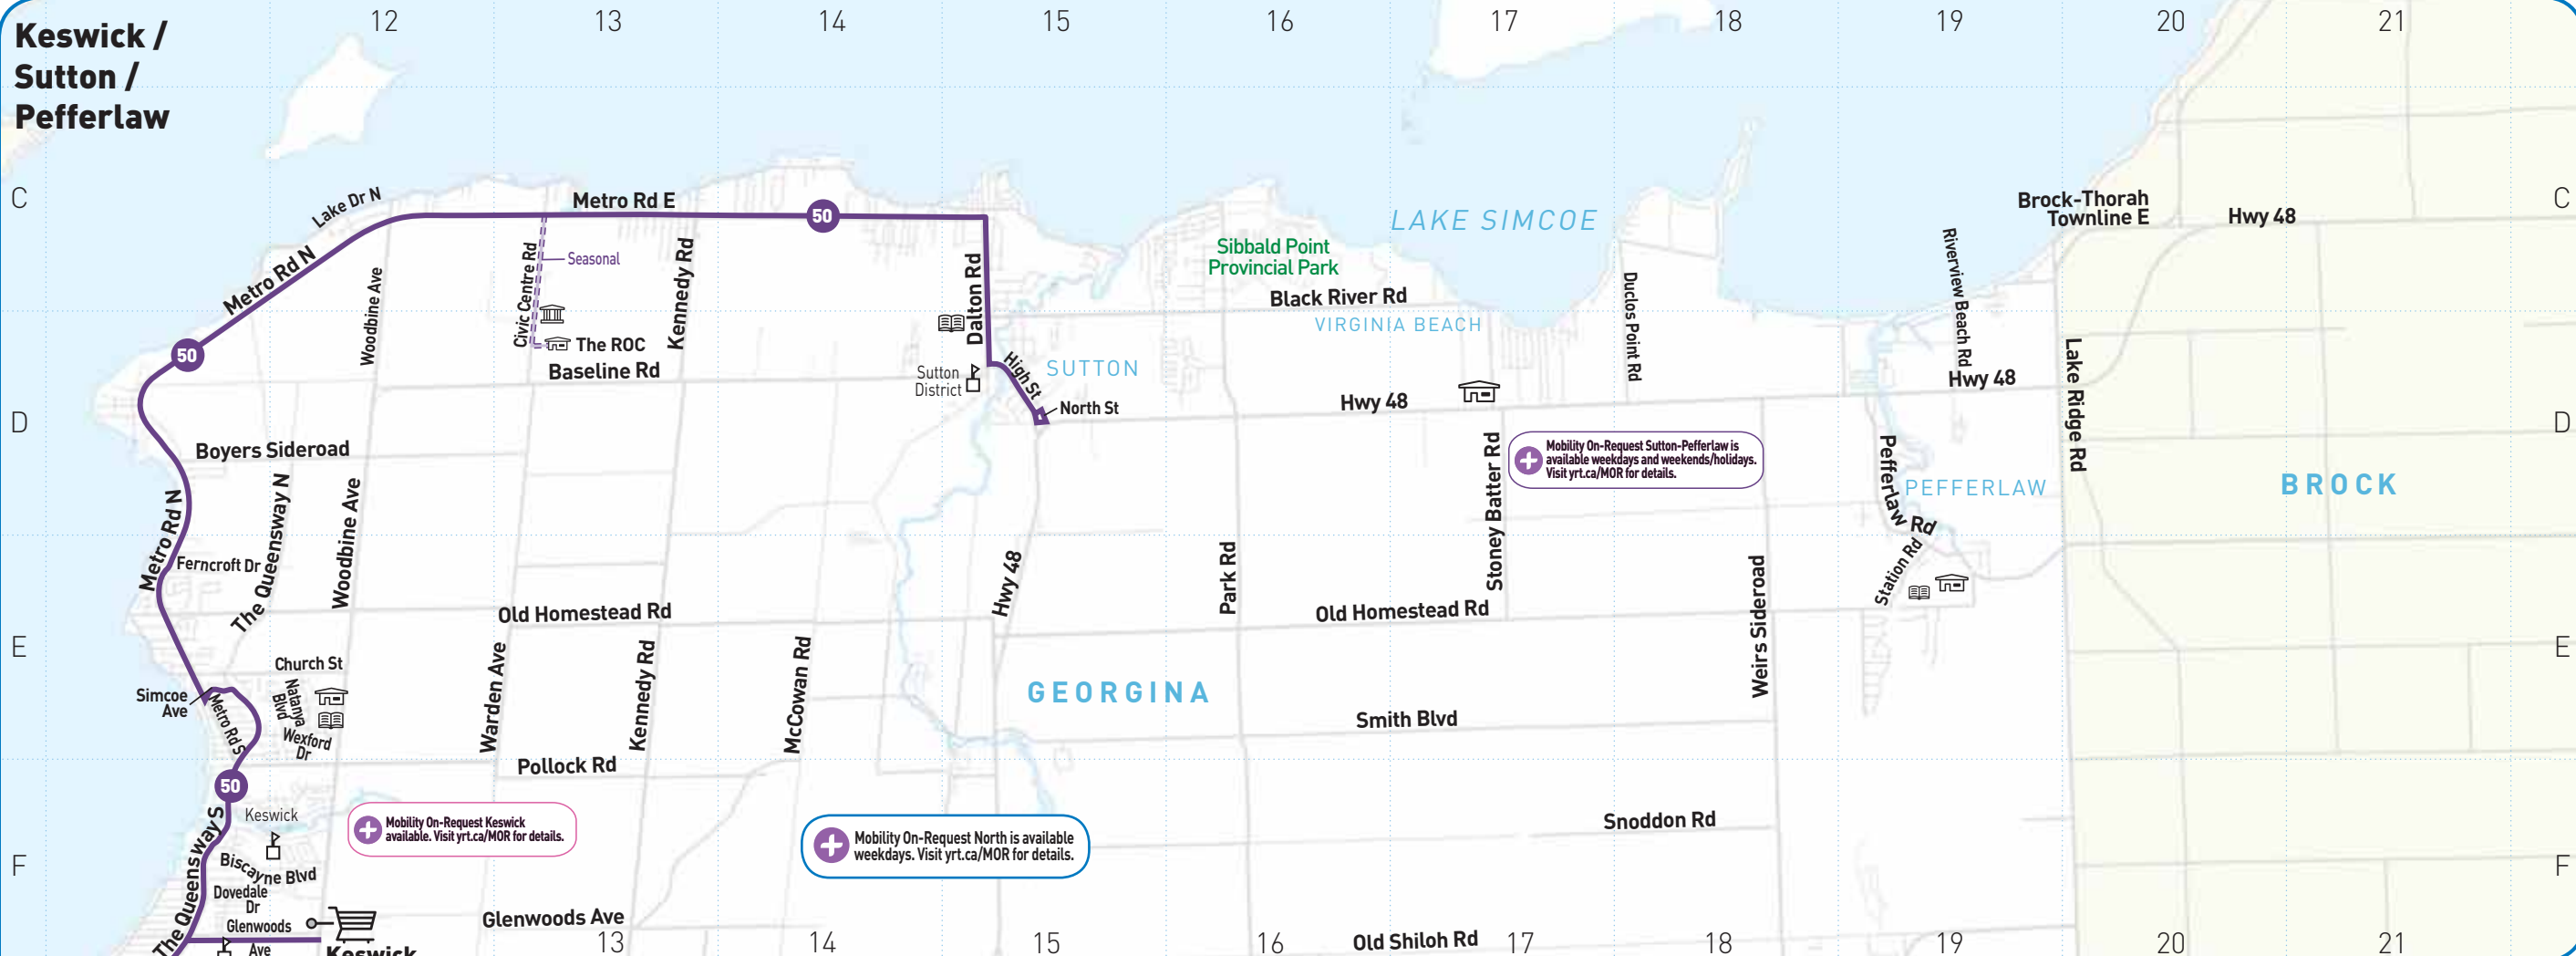 Keswick /
Sutton /
Pefferlaw
12
13
14
15
16
17
18
19
20
21
C
C
Lake Dr N
Metro Rd E
50
LAKE SIMCOE
Brock-Thorah
Townline E
Hwy 48
Metro Rd N
Woodbine Ave
Civic Centre Rd
Seasonal
Kennedy Rd
Dalton Rd
Sibbald Point
Provincial Park
Black River Rd
VIRGINIA BEACH
Duclos Point Rd
Riverview Beach Rd
50
The ROC
Baseline Rd
Sutton
District
High St
SUTTON
North St
Hwy 48
Hwy 48
Lake Ridge Rd
D
D
Boyers Sideroad
Mobility On-Request Sutton-Pefferlaw is
available weekdays and weekends/holidays.
Visit yrt.ca/MOR for details.
Stoney Batter Rd
Pefferlaw Rd
PEFFERLAW
BROCK
Metro Rd N
The Queensway N
Woodbine Ave
Ferncroft Dr
Hwy 48
Park Rd
Station Rd
Weirs Sideroad
Old Homestead Rd
Old Homestead Rd
E
E
Church St
Simcoe
Ave
Natanya
Blvd
Metro Rd S
Wexford
Dr
Warden Ave
Kennedy Rd
McCowan Rd
GEORGINA
Smith Blvd
Pollock Rd
50
Keswick
Mobility On-Request Keswick
available. Visit yrt.ca/MOR for details.
Mobility On-Request North is available
weekdays. Visit yrt.ca/MOR for details.
Snoddon Rd
F
F
The Queensway S
Biscayne Blvd
Dovedale
Dr
Glenwoods
Ave
Glenwoods Ave
Keswick
13
14
15
16
Old Shiloh Rd
17
18
19
20
21